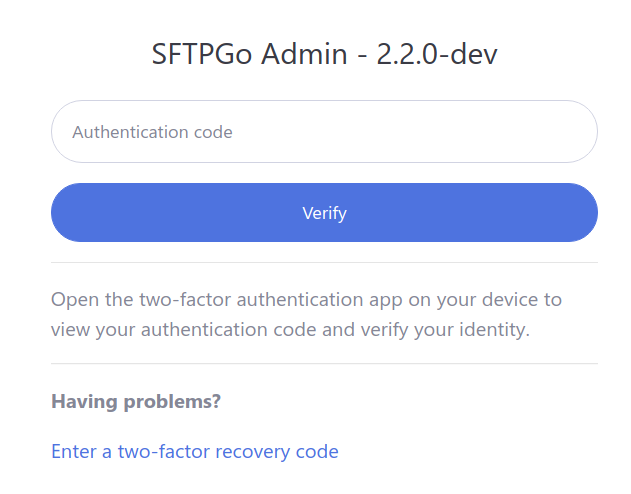 SFTPGo Admin - 2.2.0-dev
Authentication code
Verify
Open the two-factor authentication app on your device to
view your authentication code and verify your identity.
Having problems?
Enter a two-factor recovery code